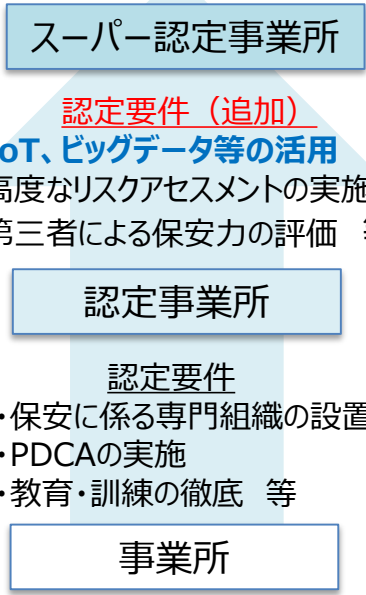 スーパー認定事業所
認定要件（追加）
oT、ビッグデータ等の活用
高度なリスクアセスメントの実施
第三者による保安力の評価 等
認定事業所
認定要件
・保安に係る専門組織の設置
・PDCAの実施
・教育・訓練の徹底 等
事業所